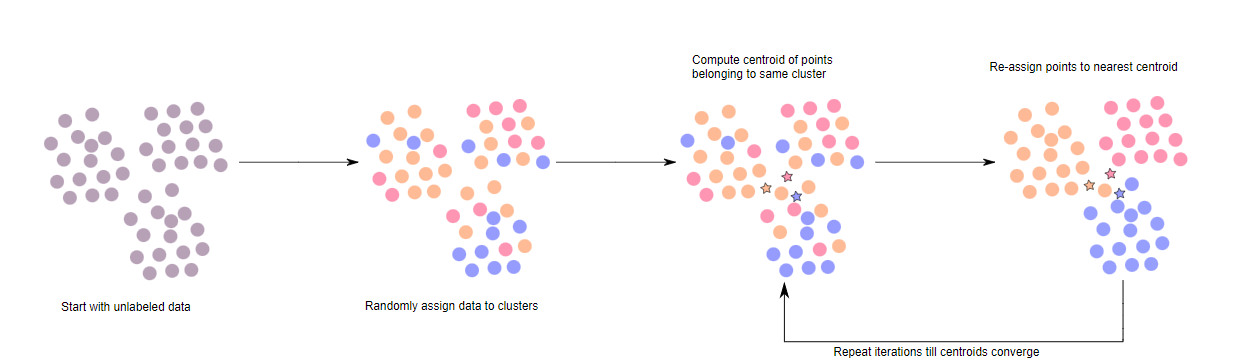 Start with unlabeled data
Randomly assign data to clusters
Compute centroid of points
belonging to same cluster
Re-assign points to nearest centroid
Repeat iterations till centroids converge